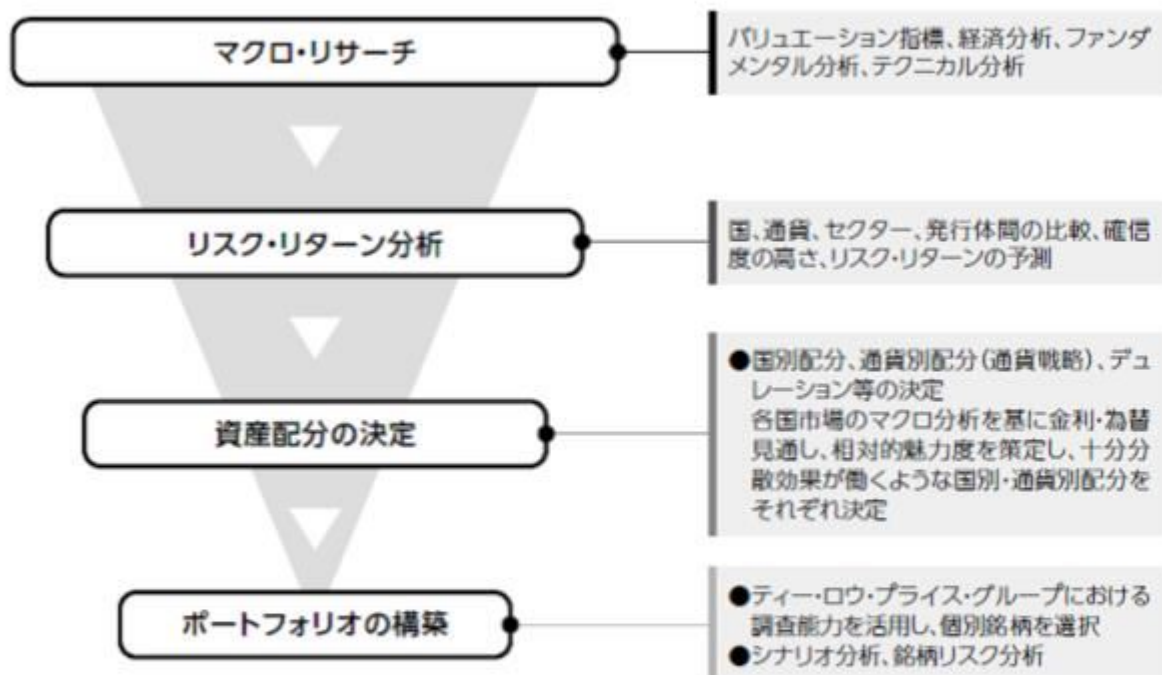 マクロ・リサーチ
バリュエーション指標、経済分析、ファンダ
メンタル分析、テクニカル分析
リスク・リターン分析
国、通貨、セクター、発行体間の比較、確信
度の高さ、リスク・リターンの予測
資産配分の決定
●国別配分、通貨別配分(通貨戦略)、デュ
レーション等の決定
各国市場のマクロ分析を基に金利・為替
見通し、相対的魅力度を策定し、十分分
散効果が働くような国別・通貨別配分を
それぞれ決定
ポートフォリオの構築
●ティー・ロウ・プライス・グループにおける
調査能力を活用し、個別銘柄を選択
●シナリオ分析、銘柄リスク分析